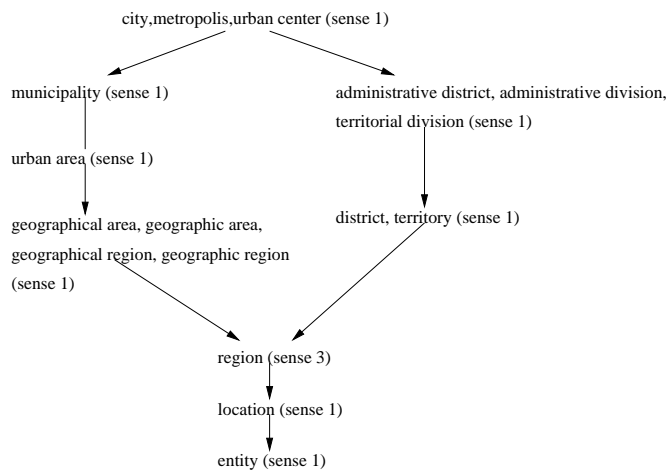 city,metropolis,urban center (sense 1)
municipality (sense 1)
administrative district, administrative division,
territorial division (sense 1)
urban area (sense 1)
geographical area, geographic area,
geographical region, geographic region
(sense 1)
district, territory (sense 1)
region (sense 3)
location (sense 1)
entity (sense 1)